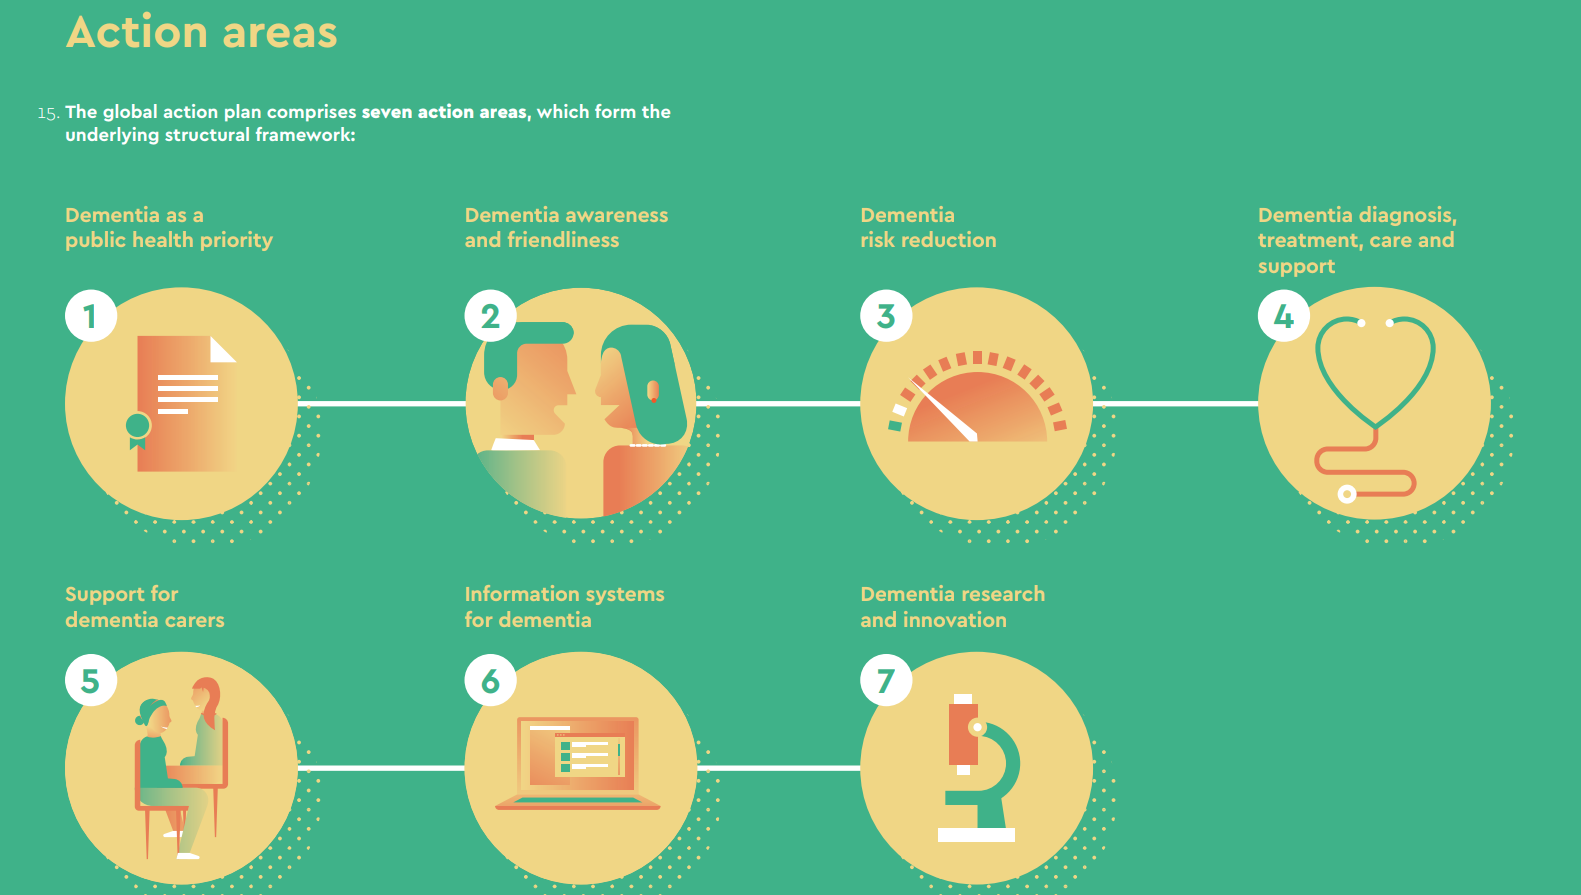 Action areas
15. The global action plan comprises seven action areas, which form the
underlying structural framework:
Dementia as a
public health priority
1
Dementia awareness
and friendliness
2
Dementia
risk reduction
3
Dementia diagnosis,
treatment, care and
support
4
Support for
dementia carers
5
Information systems
for dementia
6
Dementia research
and innovation
7